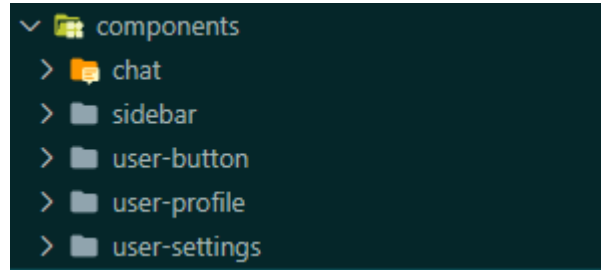 components
chat
sidebar
user-button
user-profile
user-settings